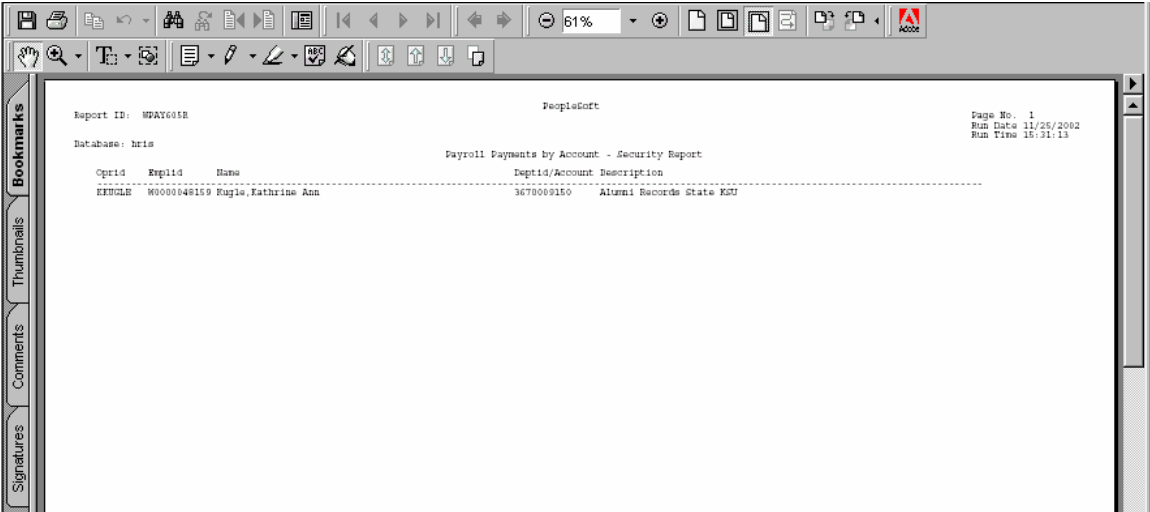 61%
Adobe
Bookmarks
Thumbnails
Comments
Signatures
PeopleSoft
Report ID: WPAY605R
Page No. 1
Run Date 11/25/2002
Run Time 15:31:13
Database: hris
Payroll Payments by Account - Security Report
Oprid Emplid Name Deptid/Account Description
KKUGLE W0000048159 Kugle,Kathrine Ann 3670009150 Alumni Records State KSU